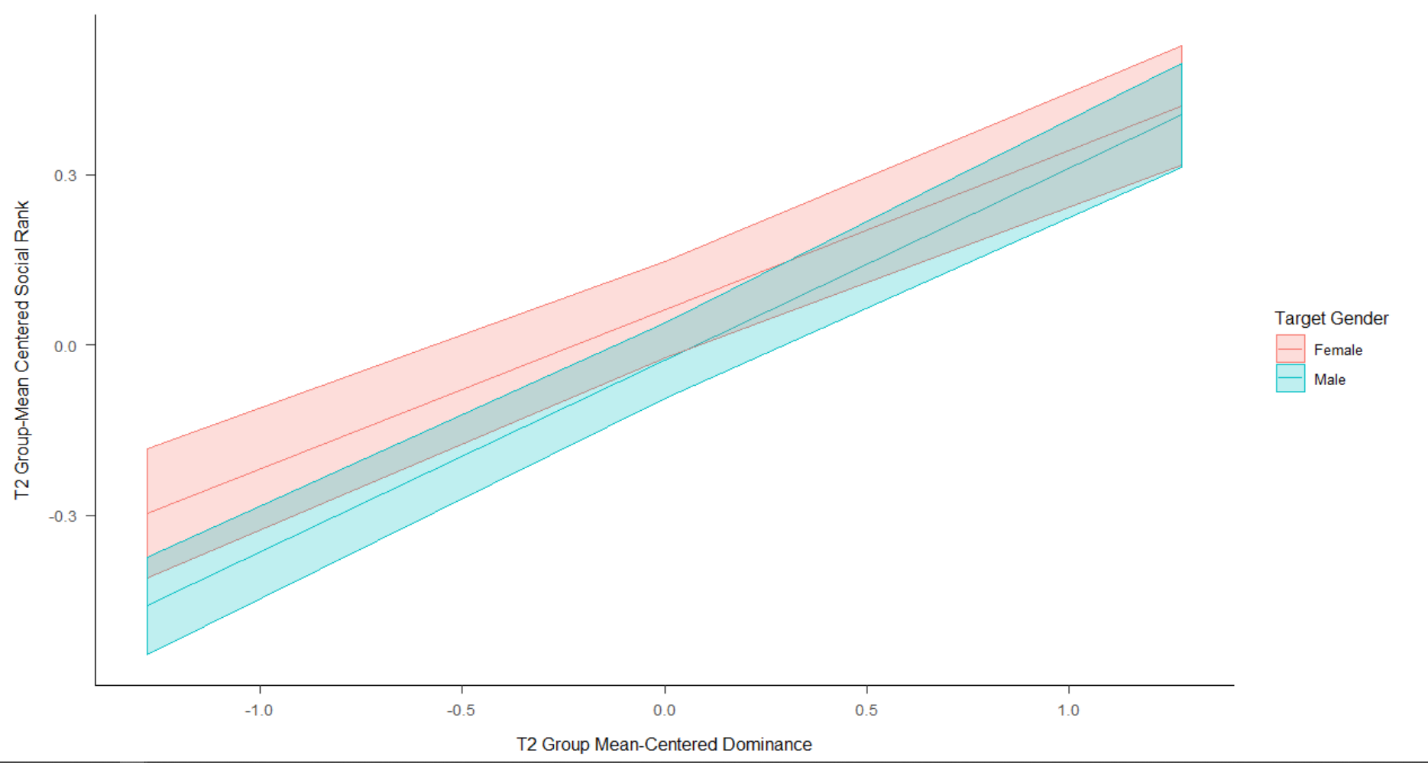 T2 Group-Mean Centered Social Rank
0.3
0.0
-0.3
-1.0
-0.5
0.0
0.5
1.0
T2 Group Mean-Centered Dominance
Target Gender
Female
Male